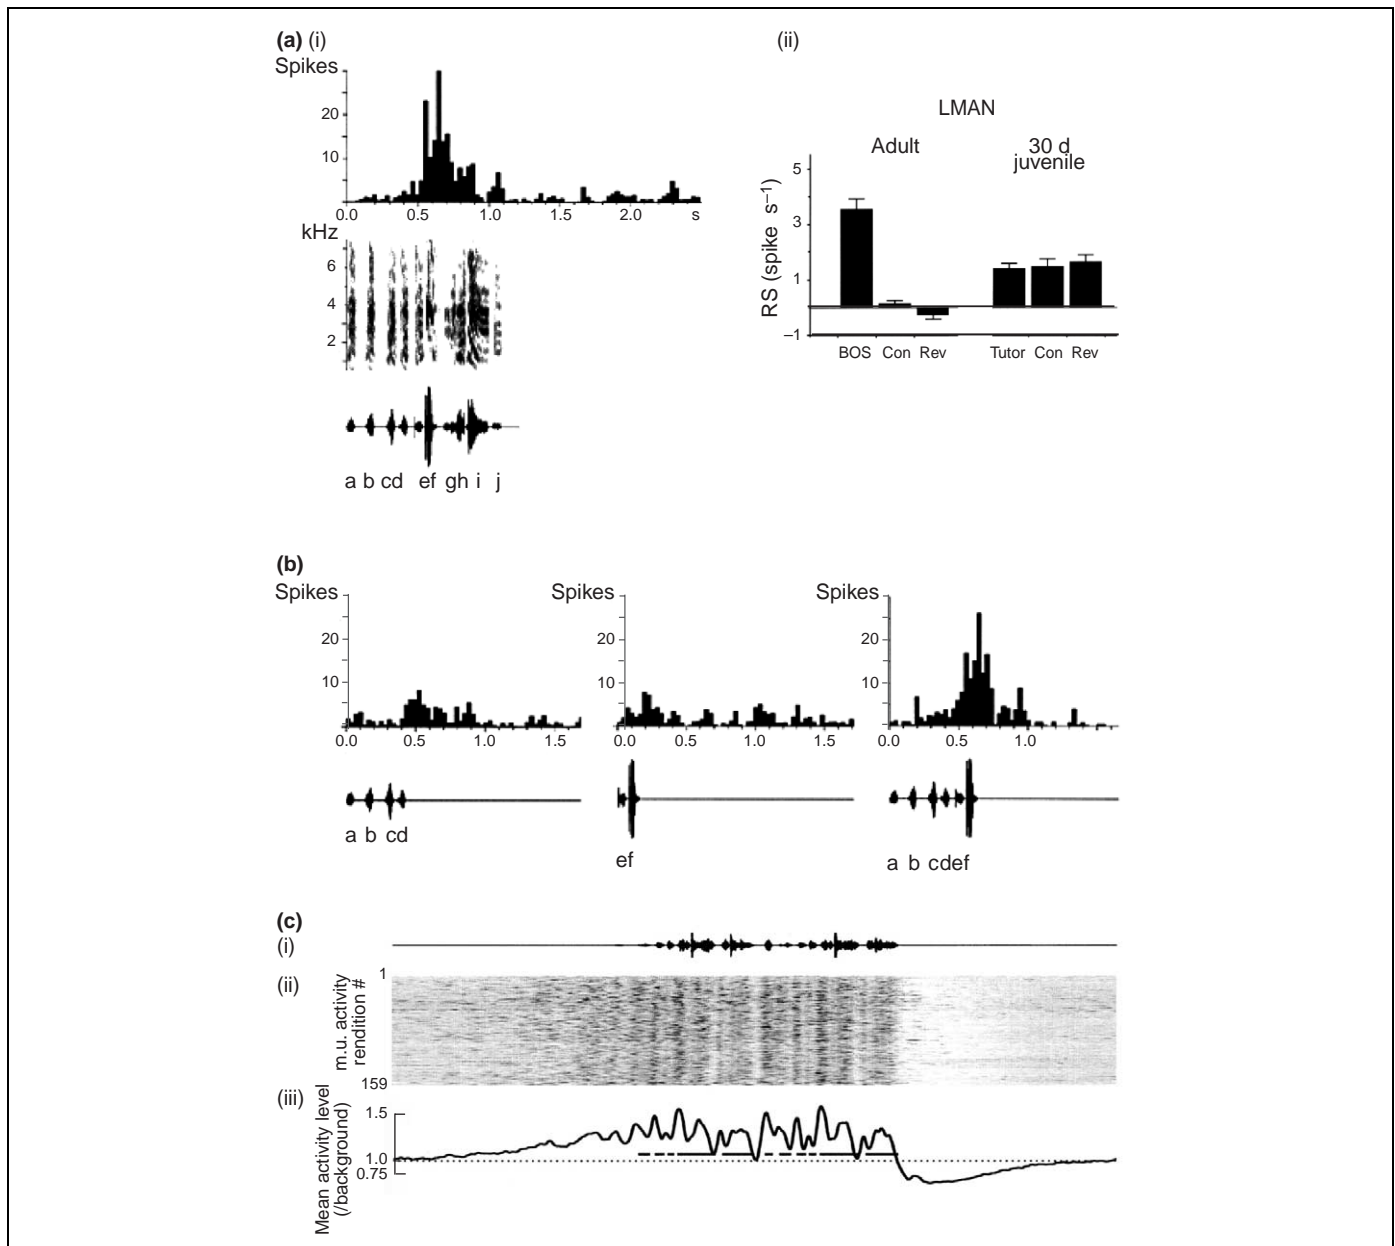 (a) (i)
Spikes
20
10
0.0 0.5 1.0 1.5 2.0 s
kHz
6
4
2
a b cd ef gh i j
(ii)
LMAN
Adult
30 d
juvenile
RS (spike s⁻¹)
5
3
1
–1
BOS Con Rev Tutor Con Rev
(b)
Spikes
20
10
0.0 0.5 1.0 1.5
a b cd
Spikes
20
10
0.0 0.5 1.0 1.5
ef
Spikes
20
10
0.0 0.5 1.0
a b cdef
(c)
(i)
(ii)
m.u. activity
rendition #
1
159
(iii)
Mean activity level
(/background)
1.5
1.0
0.75